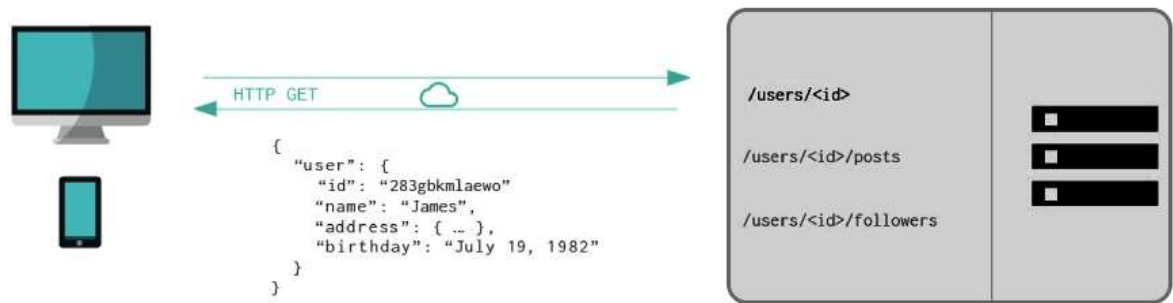 HTTP GET
{
“user”: {
“id”: “283gbkmlaewo”
“name”: “James”,
“address”: { … },
“birthday”: “July 19, 1982”
}
}
/users/<id>
/users/<id>/posts
/users/<id>/followers